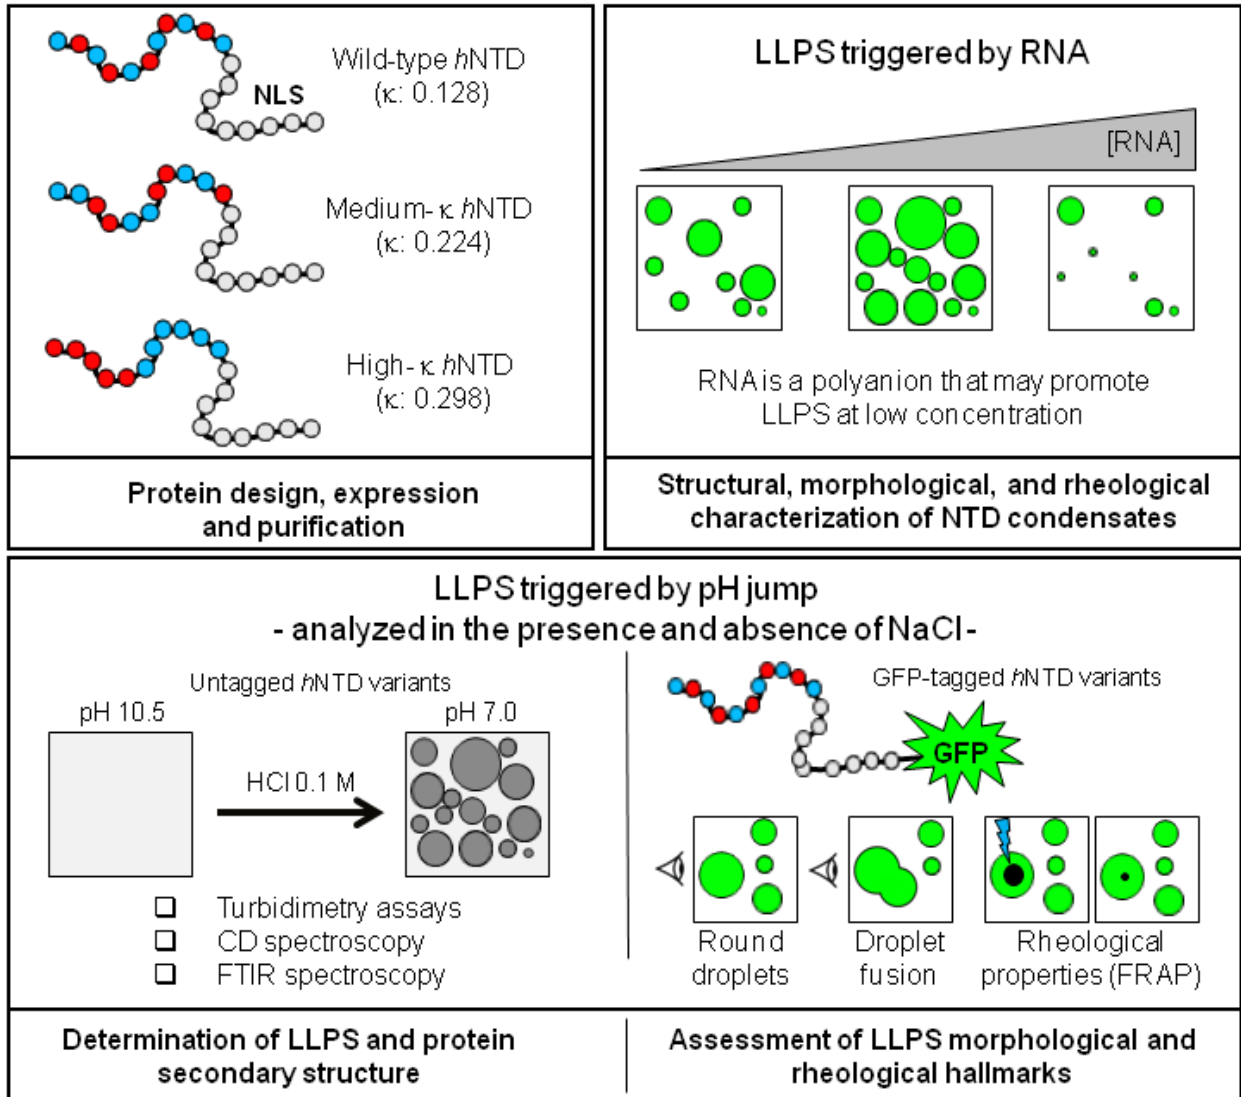 Wild-type hNTD
(κ: 0.128)
NLS
Medium- κ hNTD
(κ: 0.224)
High- κ hNTD
(κ: 0.298)
Protein design, expression
and purification
LLPS triggered by RNA
[RNA]
RNA is a polyanion that may promote
LLPS at low concentration
Structural, morphological, and rheological
characterization of NTD condensates
LLPS triggered by pH jump
- analyzed in the presence and absence of NaCl -
Untagged hNTD variants
pH 10.5
pH 7.0
HCl 0.1 M
Turbidimetry assays
CD spectroscopy
FTIR spectroscopy
GFP-tagged hNTD variants
GFP
Round
droplets
Droplet
fusion
Rheological
properties (FRAP)
Determination of LLPS and protein
secondary structure
Assessment of LLPS morphological and
rheological hallmarks